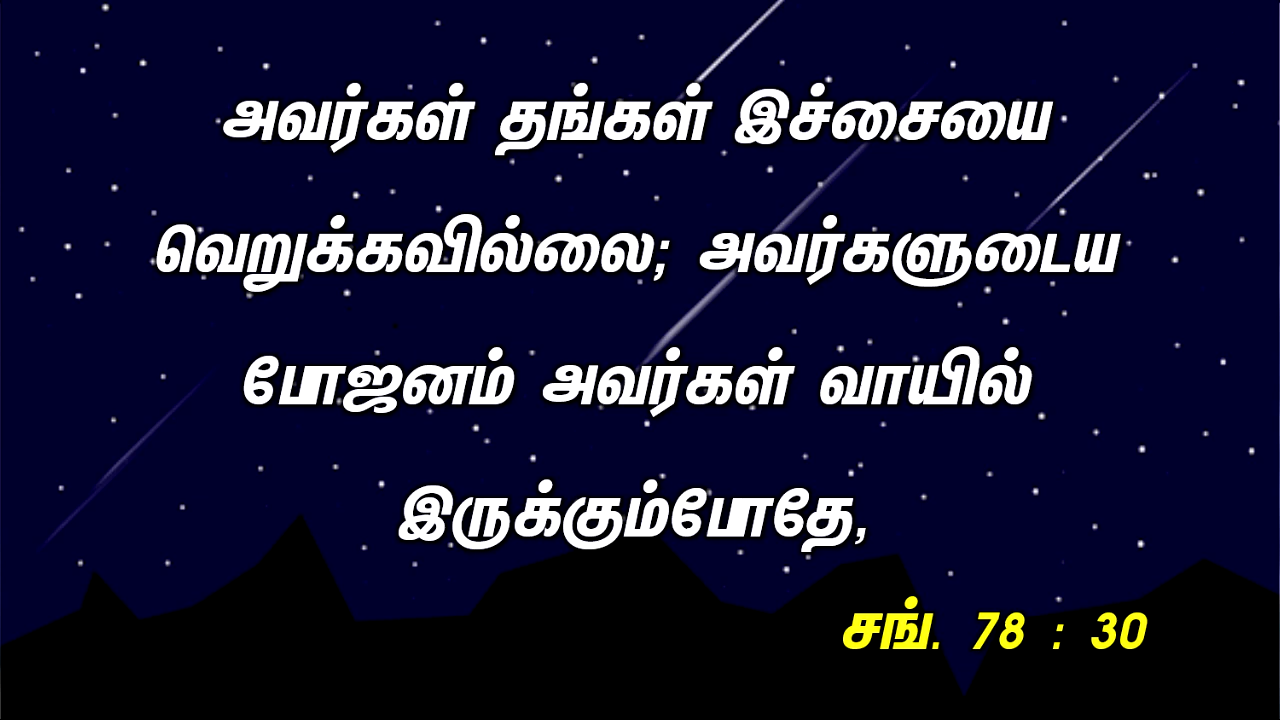 அவர்கள் தங்கள் இச்சையை
வெறுக்கவில்லை; அவர்களுடைய
போஜனம் அவர்கள் வாயில்
இருக்கும்போதே,
சங். 78 : 30